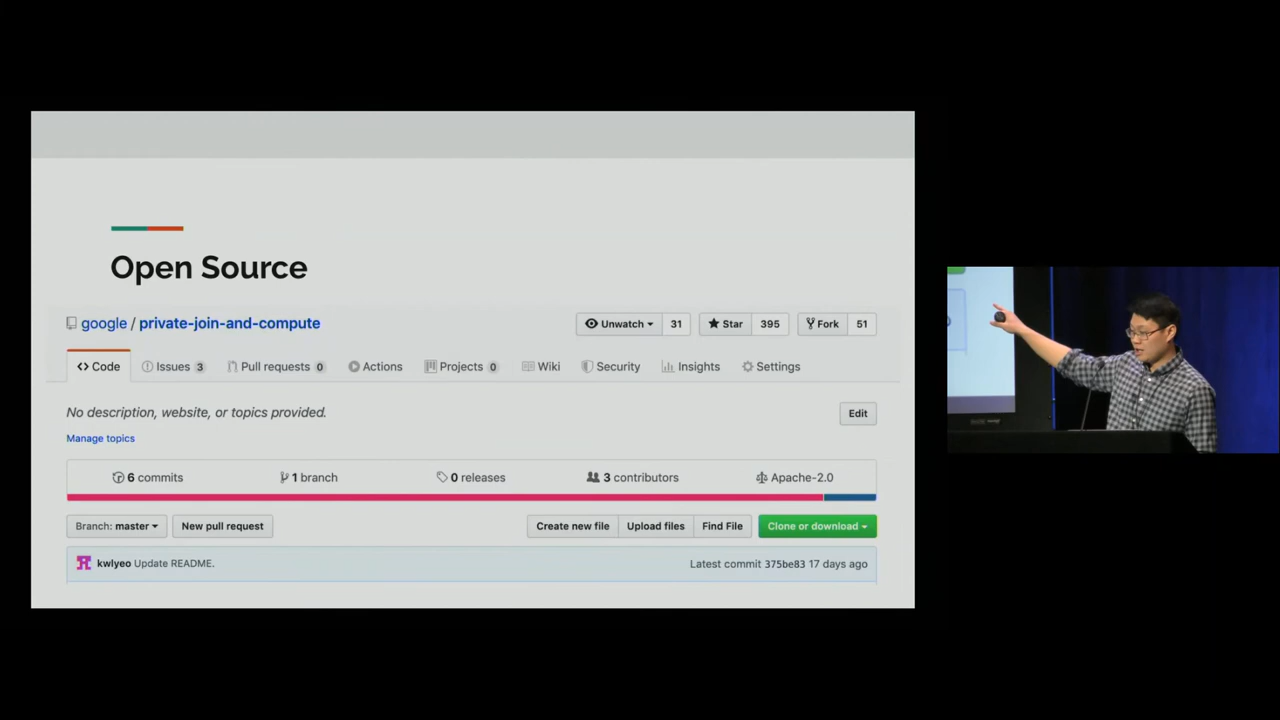 Open Source
google / private-join-and-compute
Unwatch 31 Star 395 Fork 51
Code Issues 3 Pull requests 0 Actions Projects 0 Wiki Security Insights Settings
No description, website, or topics provided. Edit
Manage topics
6 commits 1 branch 0 releases 3 contributors Apache-2.0
Branch: master New pull request Create new file Upload files Find File Clone or download
kwlyeo Update README. Latest commit 375be83 17 days ago